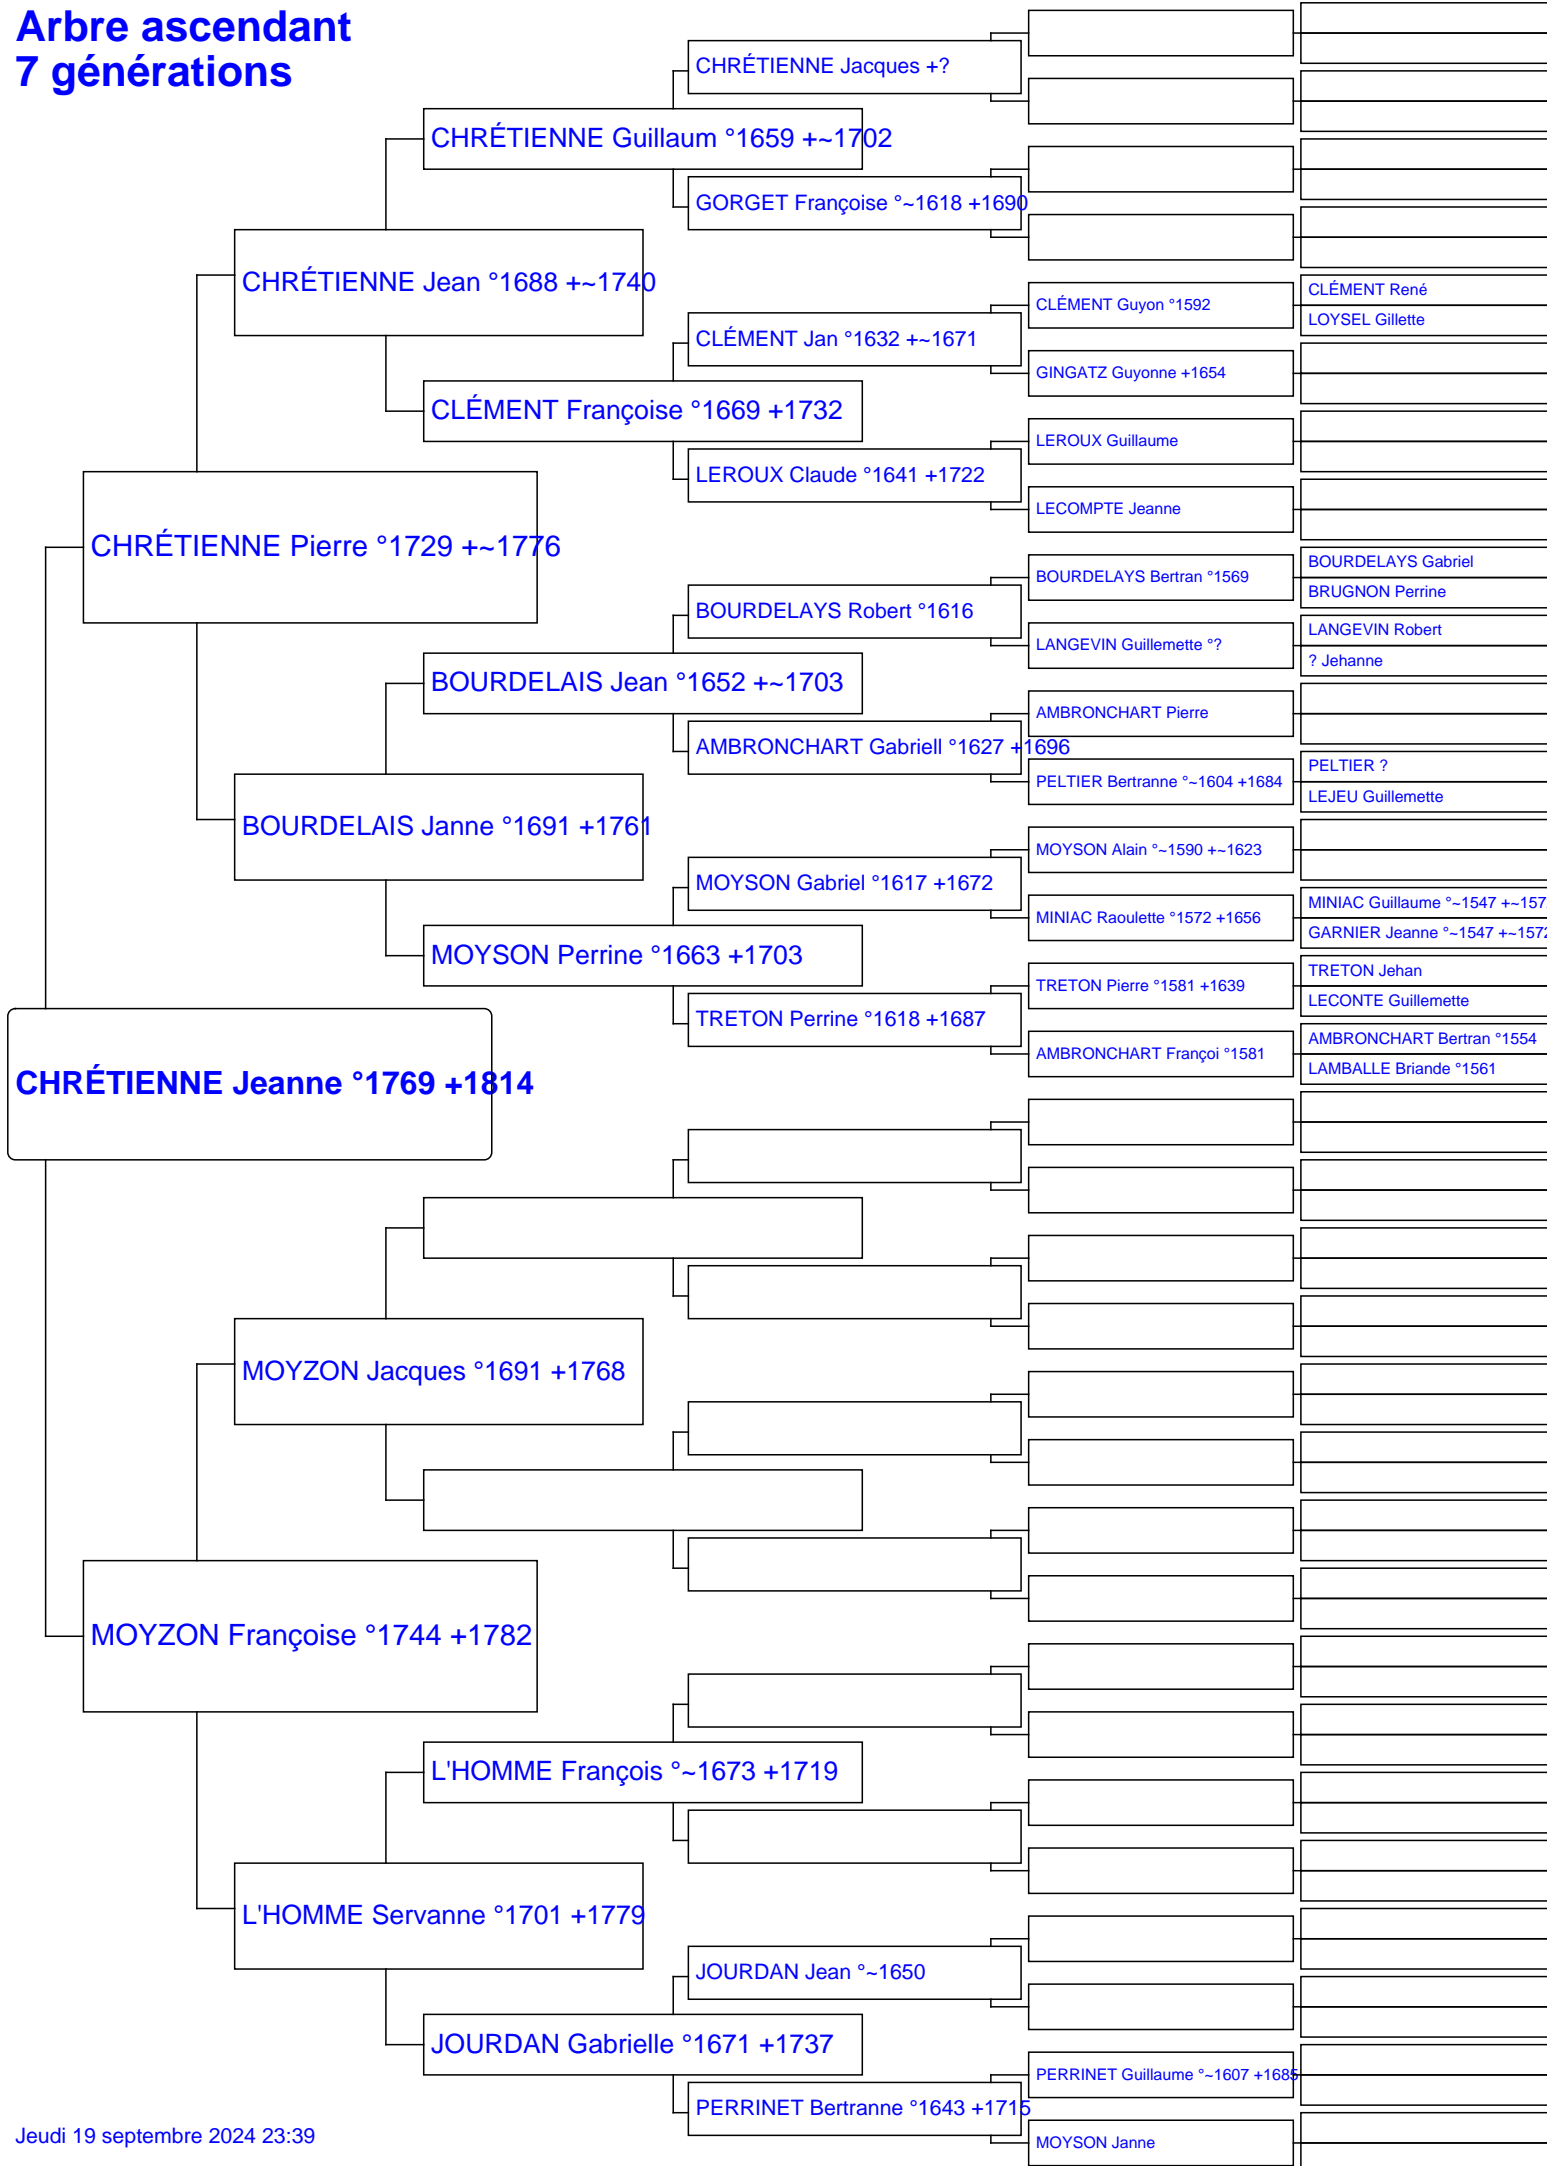 Arbre ascendant
7 générations
CHRÉTIENNE Jacques +?
CHRÉTIENNE Guillaum °1659 +~1702
GORGET Françoise °~1618 +1690
CHRÉTIENNE Jean °1688 +~1740
CLÉMENT René
CLÉMENT Guyon °1592
LOYSEL Gillette
CLÉMENT Jan °1632 +~1671
GINGATZ Guyonne +1654
CLÉMENT Françoise °1669 +1732
LEROUX Guillaume
LEROUX Claude °1641 +1722
LECOMPTE Jeanne
CHRÉTIENNE Pierre °1729 +~1776
BOURDELAYS Gabriel
BOURDELAYS Bertran °1569
BRUGNON Perrine
BOURDELAYS Robert °1616
LANGEVIN Robert
LANGEVIN Guillemette °?
? Jehanne
BOURDELAIS Jean °1652 +~1703
AMBRONCHART Pierre
AMBRONCHART Gabriell °1627 +1696
PELTIER ?
PELTIER Bertranne °~1604 +1684
LEJEU Guillemette
BOURDELAIS Janne °1691 +1761
MOYSON Alain °~1590 +~1623
MOYSON Gabriel °1617 +1672
MINIAC Guillaume °~1547 +~157
MINIAC Raoulette °1572 +1656
GARNIER Jeanne °~1547 +~1572
MOYSON Perrine °1663 +1703
TRETON Jehan
TRETON Pierre °1581 +1639
LECONTE Guillemette
TRETON Perrine °1618 +1687
AMBRONCHART Bertran °1554
AMBRONCHART Françoi °1581
LAMBALLE Briande °1561
CHRÉTIENNE Jeanne °1769 +1814
MOYZON Jacques °1691 +1768
MOYZON Françoise °1744 +1782
L'HOMME François °~1673 +1719
L'HOMME Servanne °1701 +1779
JOURDAN Jean °~1650
JOURDAN Gabrielle °1671 +1737
PERRINET Guillaume °~1607 +1685
PERRINET Bertranne °1643 +1715
MOYSON Janne
Jeudi 19 septembre 2024 23:39